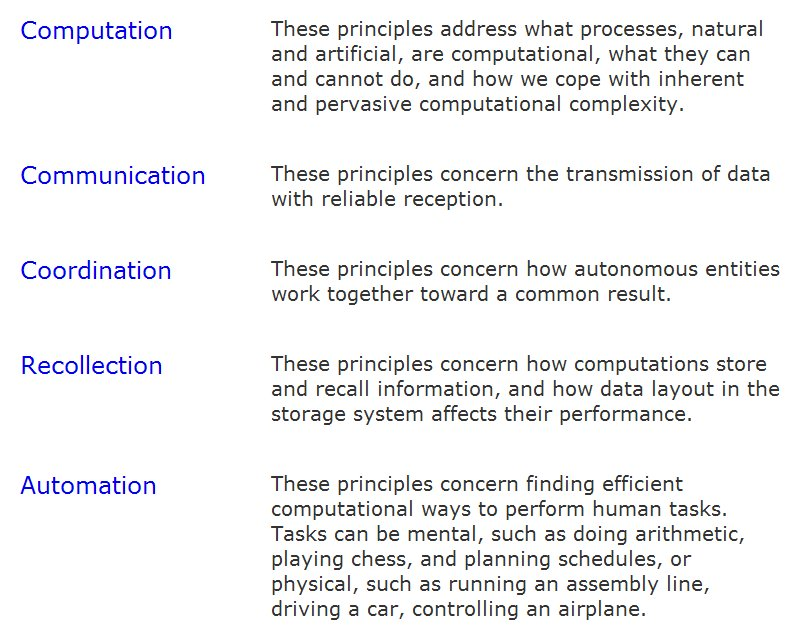 Computation
These principles address what processes, natural
and artificial, are computational, what they can
and cannot do, and how we cope with inherent
and pervasive computational complexity.
Communication
These principles concern the transmission of data
with reliable reception.
Coordination
These principles concern how autonomous entities
work together toward a common result.
Recollection
These principles concern how computations store
and recall information, and how data layout in the
storage system affects their performance.
Automation
These principles concern finding efficient
computational ways to perform human tasks.
Tasks can be mental, such as doing arithmetic,
playing chess, and planning schedules, or
physical, such as running an assembly line,
driving a car, controlling an airplane.